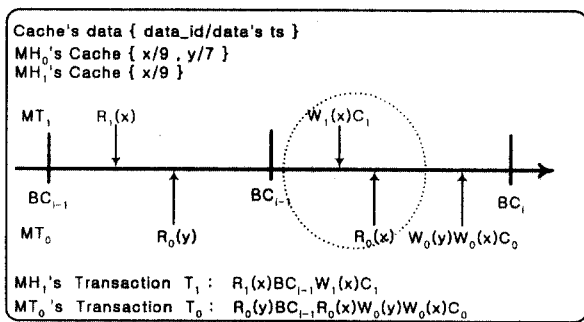 Cache's data { data_id/data's ts }
MH₀'s Cache { x/9 , y/7 }
MH₁'s Cache { x/9 }
MT₁ R₁(x) W₁(x)C₁
BCᵢ₋₁ BCᵢ₋₁ BCᵢ
MT₀ R₀(y) R₀(x) W₀(y)W₀(x)C₀
MH₁'s Transaction T₁ : R₁(x)BCᵢ₋₁W₁(x)C₁
MT₀'s Transaction T₀ : R₀(y)BCᵢ₋₁R₀(x)W₀(y)W₀(x)C₀